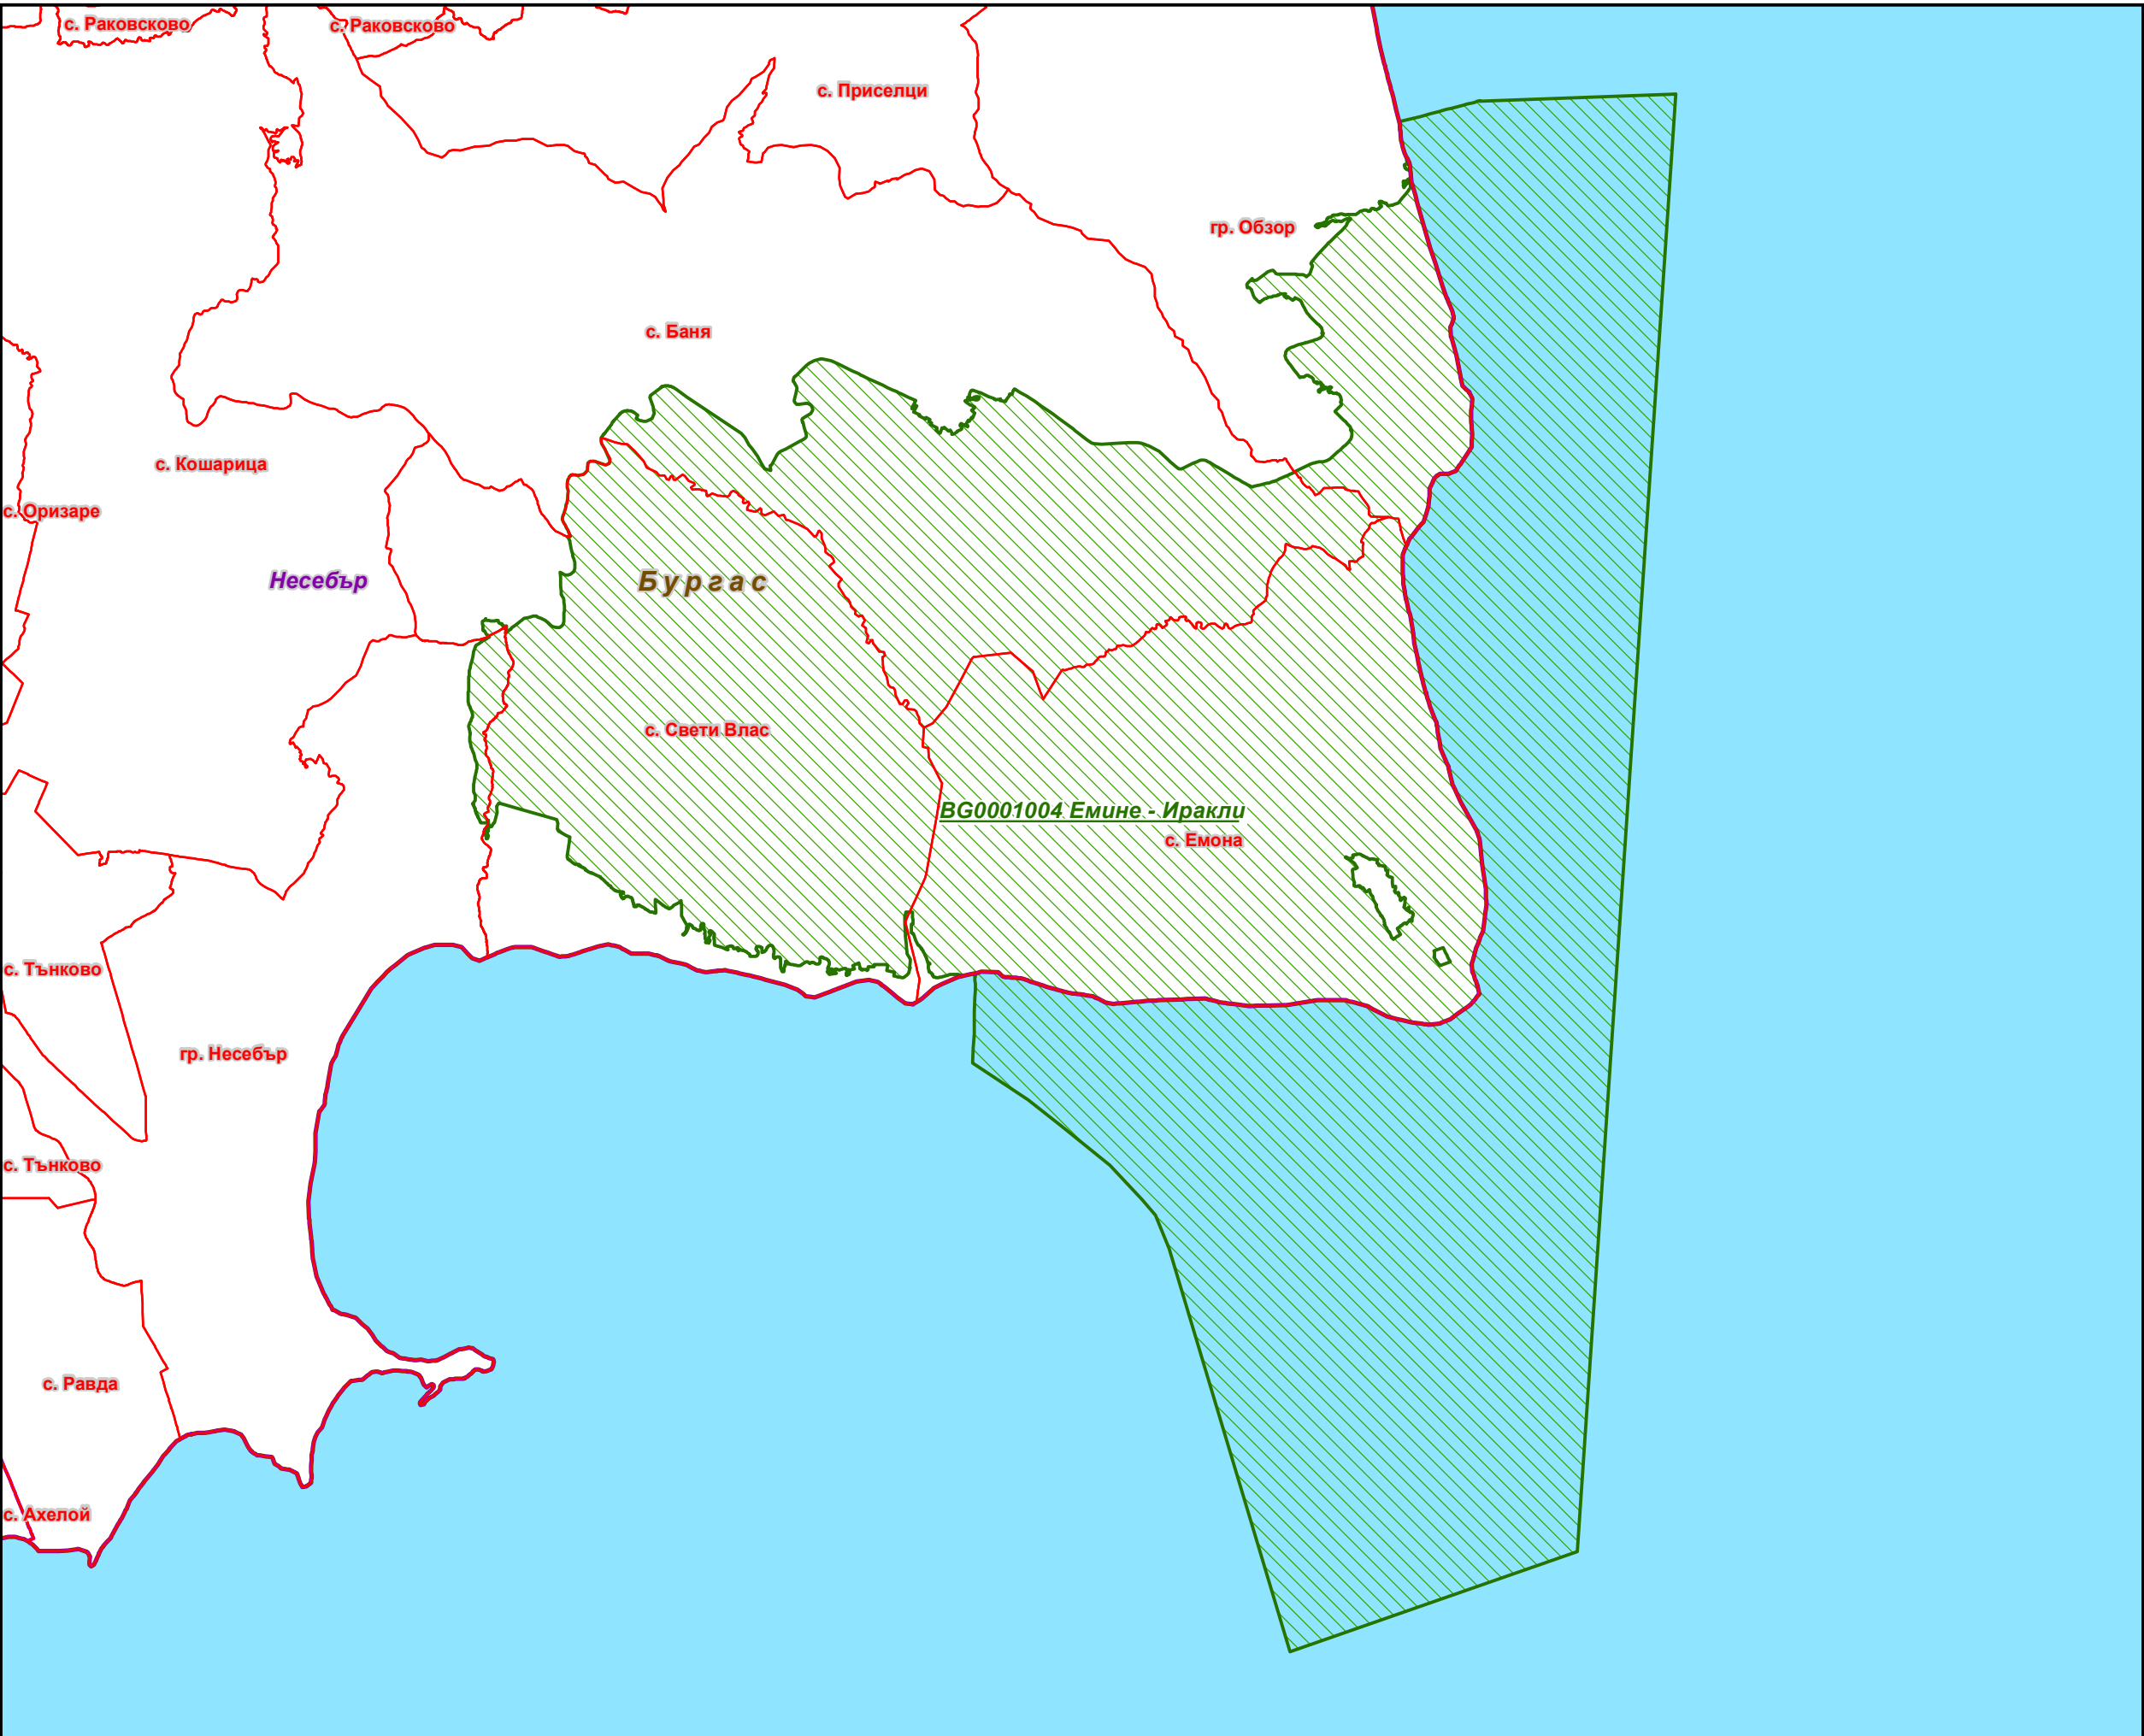 с. Раковсково
с. Раковсково
с. Приселци
гр. Обзор
с. Баня
с. Кошарица
с. Оризаре
Несебър
Бургас
с. Свети Влас
BG0001004 Емине - Иракли
с. Емона
с. Тънково
гр. Несебър
с. Тънково
с. Равда
с. Ахелой